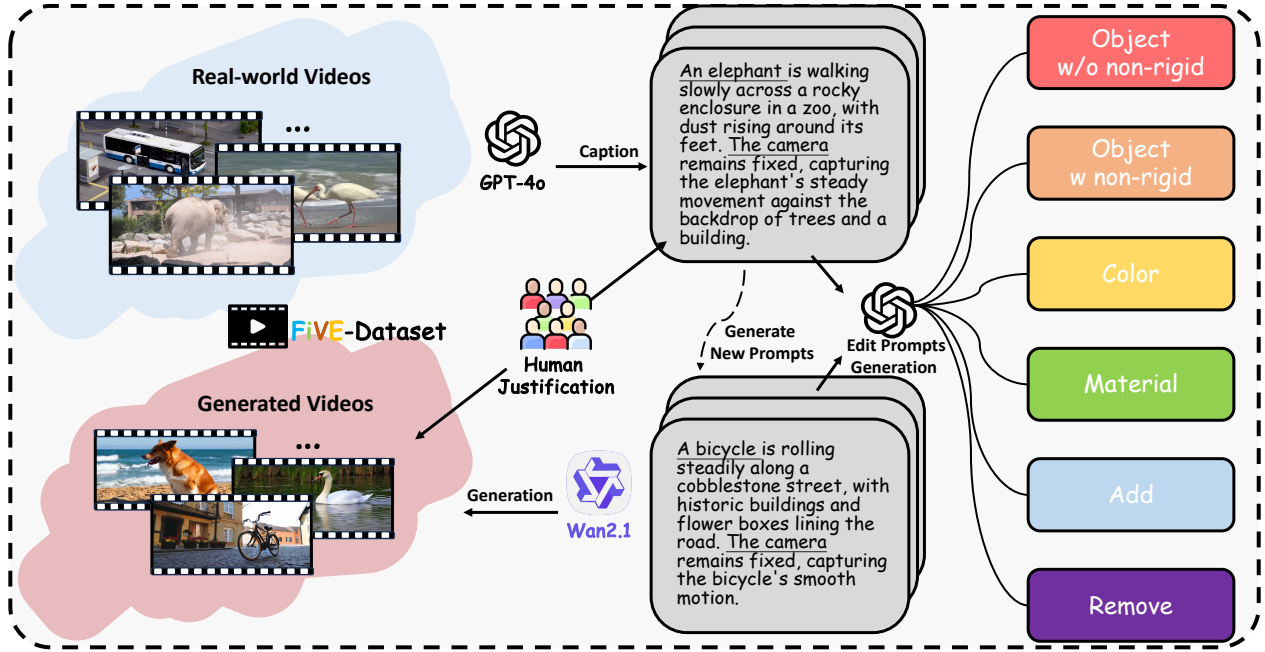 Real-world Videos
...
GPT-4o
Caption
An elephant is walking
slowly across a rocky
enclosure in a zoo, with
dust rising around its
feet. The camera
remains fixed, capturing
the elephant's steady
movement against the
backdrop of trees and a
building.
Object
w/o non-rigid
Object
w non-rigid
Color
Material
Add
Remove
FiVE-Dataset
Human
Justification
Generate
New Prompts
Edit Prompts
Generation
Generated Videos
...
Generation
Wan2.1
A bicycle is rolling
steadily along a
cobblestone street, with
historic buildings and
flower boxes lining the
road. The camera
remains fixed, capturing
the bicycle's smooth
motion.